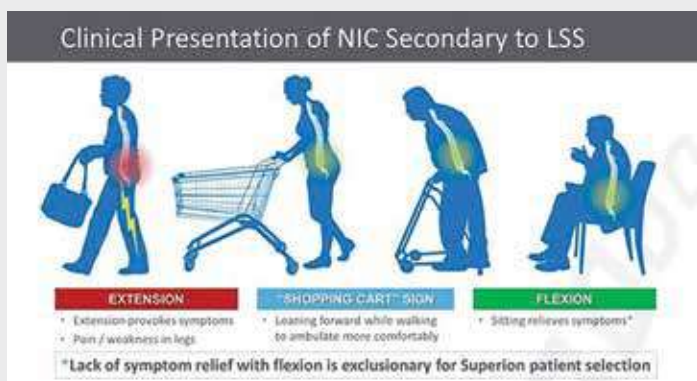 Clinical Presentation of NIC Secondary to LSS
EXTENSION
• Extension provokes symptoms
• Pain / weakness in legs
"SHOPPING CART" SIGN
• Leaning forward while walking
to ambulate more comfortably
FLEXION
• Sitting relieves symptoms*
*Lack of symptom relief with flexion is exclusionary for Superion patient selection